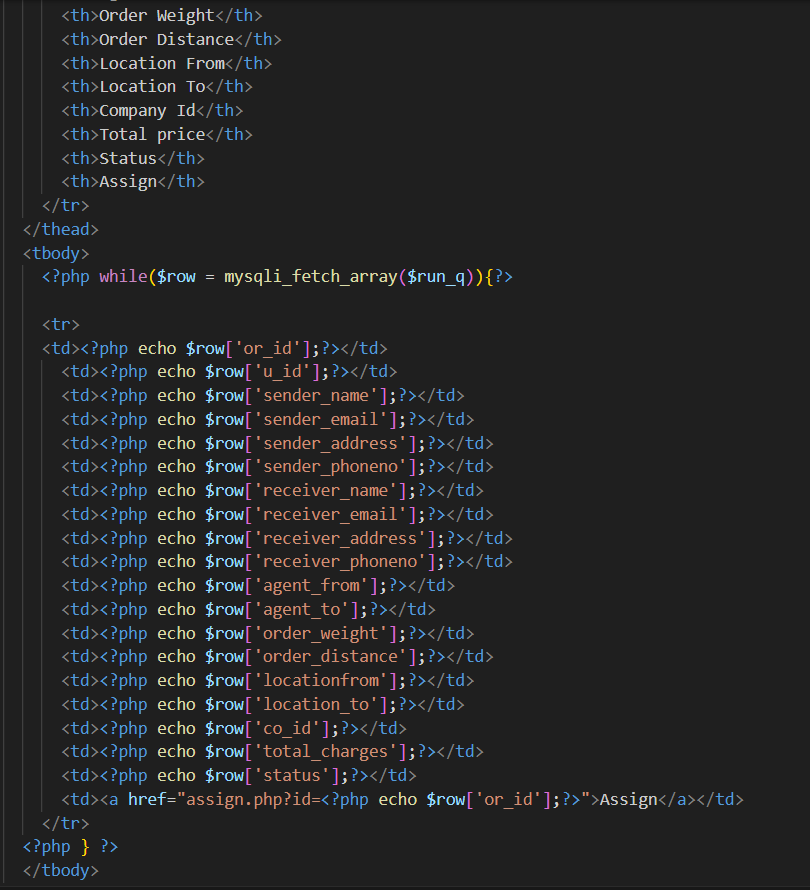 <th>Order Weight</th>
<th>Order Distance</th>
<th>Location From</th>
<th>Location To</th>
<th>Company Id</th>
<th>Total price</th>
<th>Status</th>
<th>Assign</th>
</tr>
</thead>
<tbody>
<?php while($row = mysqli_fetch_array($run_q)){?>
<tr>
<td><?php echo $row['or_id'];?></td>
<td><?php echo $row['u_id'];?></td>
<td><?php echo $row['sender_name'];?></td>
<td><?php echo $row['sender_email'];?></td>
<td><?php echo $row['sender_address'];?></td>
<td><?php echo $row['sender_phoneno'];?></td>
<td><?php echo $row['receiver_name'];?></td>
<td><?php echo $row['receiver_email'];?></td>
<td><?php echo $row['receiver_address'];?></td>
<td><?php echo $row['receiver_phoneno'];?></td>
<td><?php echo $row['agent_from'];?></td>
<td><?php echo $row['agent_to'];?></td>
<td><?php echo $row['order_weight'];?></td>
<td><?php echo $row['order_distance'];?></td>
<td><?php echo $row['locationfrom'];?></td>
<td><?php echo $row['location_to'];?></td>
<td><?php echo $row['co_id'];?></td>
<td><?php echo $row['total_charges'];?></td>
<td><?php echo $row['status'];?></td>
<td><a href="assign.php?id=<?php echo $row['or_id'];?>">Assign</a></td>
</tr>
<?php } ?>
</tbody>